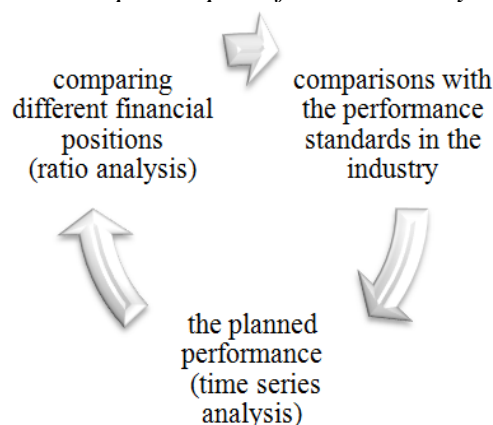 comparing
different financial
positions
(ratio analysis)
comparisons with
the performance
standards in the
industry
the planned
performance
(time series
analysis)